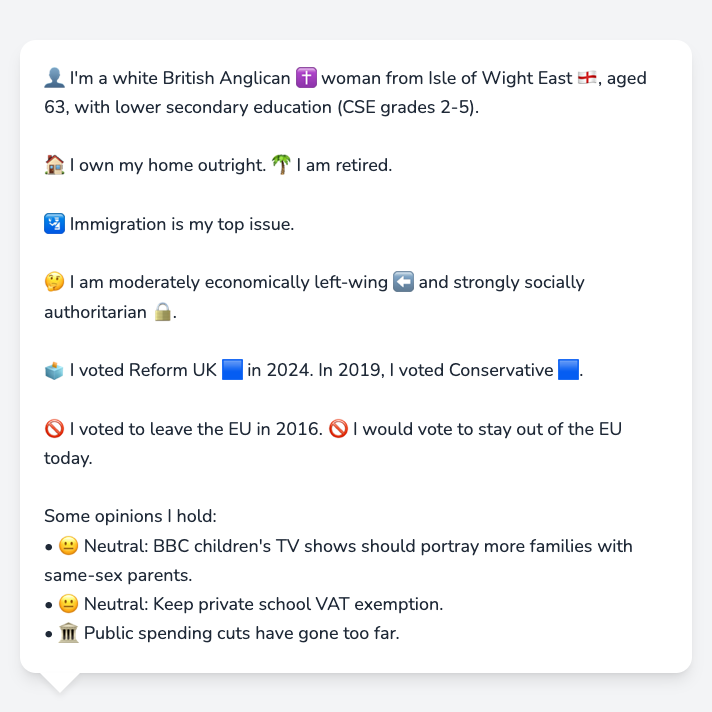 👤 I'm a white British Anglican ✝️ woman from Isle of Wight East 🏴󠁧󠁢󠁥󠁮󠁧󠁿, aged
63, with lower secondary education (CSE grades 2-5).
🏠 I own my home outright. 🌴 I am retired.
🛂 Immigration is my top issue.
🤔 I am moderately economically left-wing ⬅️ and strongly socially
authoritarian 🔒.
🗳️ I voted Reform UK 🟦 in 2024. In 2019, I voted Conservative 🟦.
🚫 I voted to leave the EU in 2016. 🚫 I would vote to stay out of the EU
today.
Some opinions I hold:
• 😐 Neutral: BBC children's TV shows should portray more families with
same-sex parents.
• 😐 Neutral: Keep private school VAT exemption.
• 🏛️ Public spending cuts have gone too far.